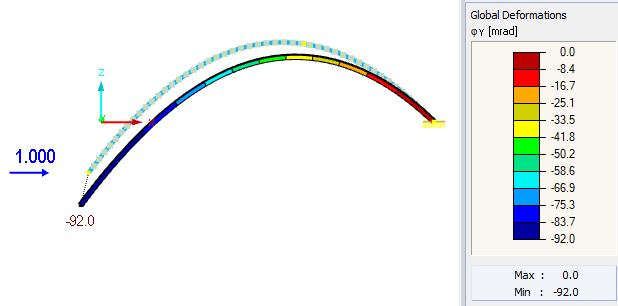 Global Deformations
φ Y [mrad]
Z
1.000
-92.0
0.0
-8.4
-16.7
-25.1
-33.5
-41.8
-50.2
-58.6
-66.9
-75.3
-83.7
-92.0
Max : 0.0
Min : -92.0